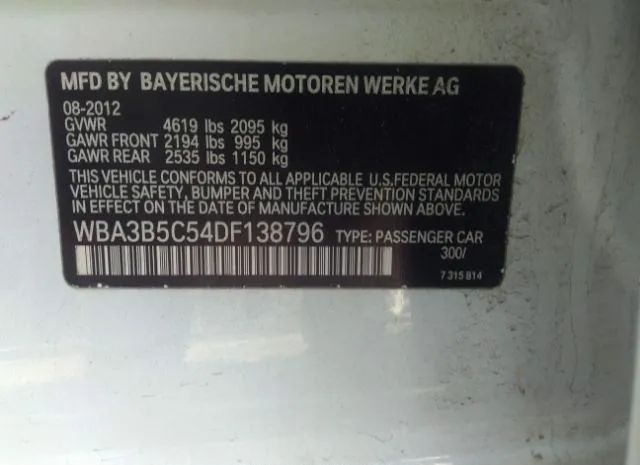 MFD BY BAYERISCHE MOTOREN WERKE AG
08-2012
GVWR 4619 lbs 2095 kg
GAWR FRONT 2194 lbs 995 kg
GAWR REAR 2535 lbs 1150 kg
THIS VEHICLE CONFORMS TO ALL APPLICABLE U.S.FEDERAL MOTOR
VEHICLE SAFETY, BUMPER AND THEFT PREVENTION STANDARDS
IN EFFECT ON THE DATE OF MANUFACTURE SHOWN ABOVE.
WBA3B5C54DF138796 TYPE: PASSENGER CAR
300/
7 315 814